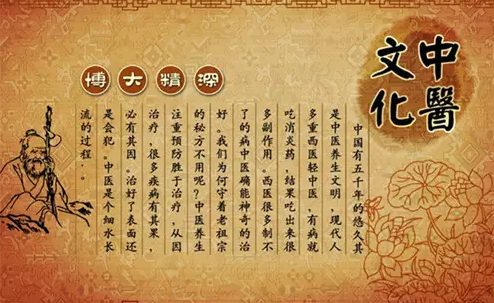 中醫
文化
博大精深
中国有五千年的悠久其
是中医养生文明，现代人
多重西医轻中医，有病就
吃消炎药，结果吃出来很
多副作用。西医很多制不
了的病中医确能神奇的治
好。我们为何守着老祖宗
的秘方不用呢？中医养生
注重预防胜于治疗，从因
治疗，很多疾病有其果，
必有其因。治好了表面还
是会犯。中医是个细水长
流的过程。